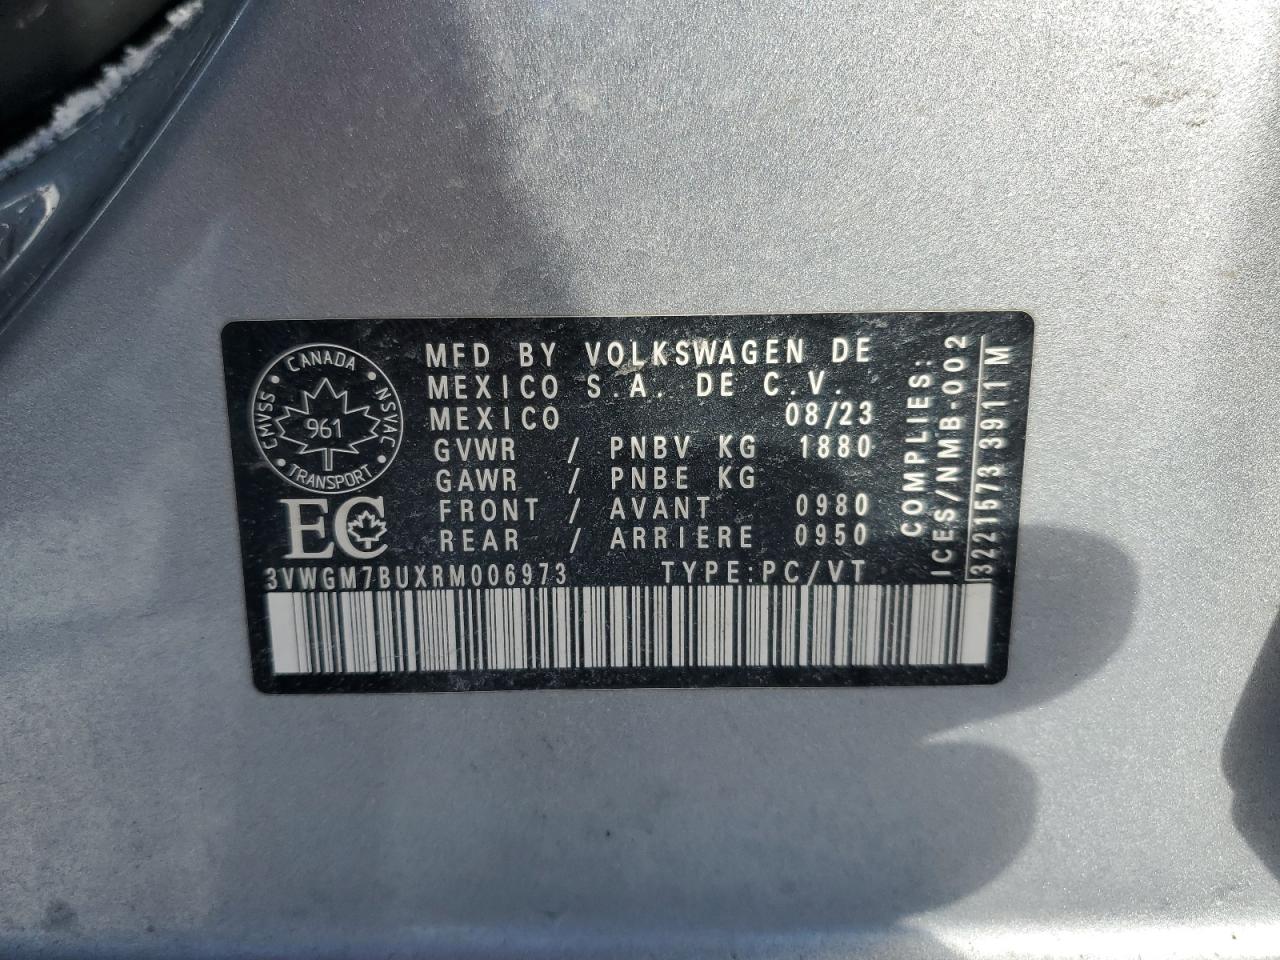 CANADA
CMVSS
NSVAC
961
TRANSPORT
EC
MFD BY VOLKSWAGEN DE
MEXICO S.A. DE C.V.
MEXICO 08/23
GVWR / PNBV KG 1880
GAWR / PNBE KG
FRONT / AVANT 0980
REAR / ARRIERE 0950
3VWGM7BUXRM006973 TYPE:PC/VT
COMPLIES:
ICES/NMB-002
3221573 3911 M